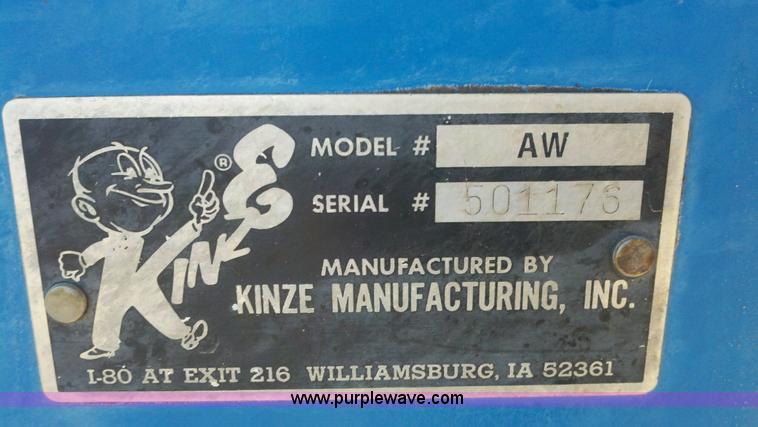 KINZE®
MODEL # AW
SERIAL # 501176
MANUFACTURED BY
KINZE MANUFACTURING, INC.
I-80 AT EXIT 216 WILLIAMSBURG, IA 52361
www.purplewave.com